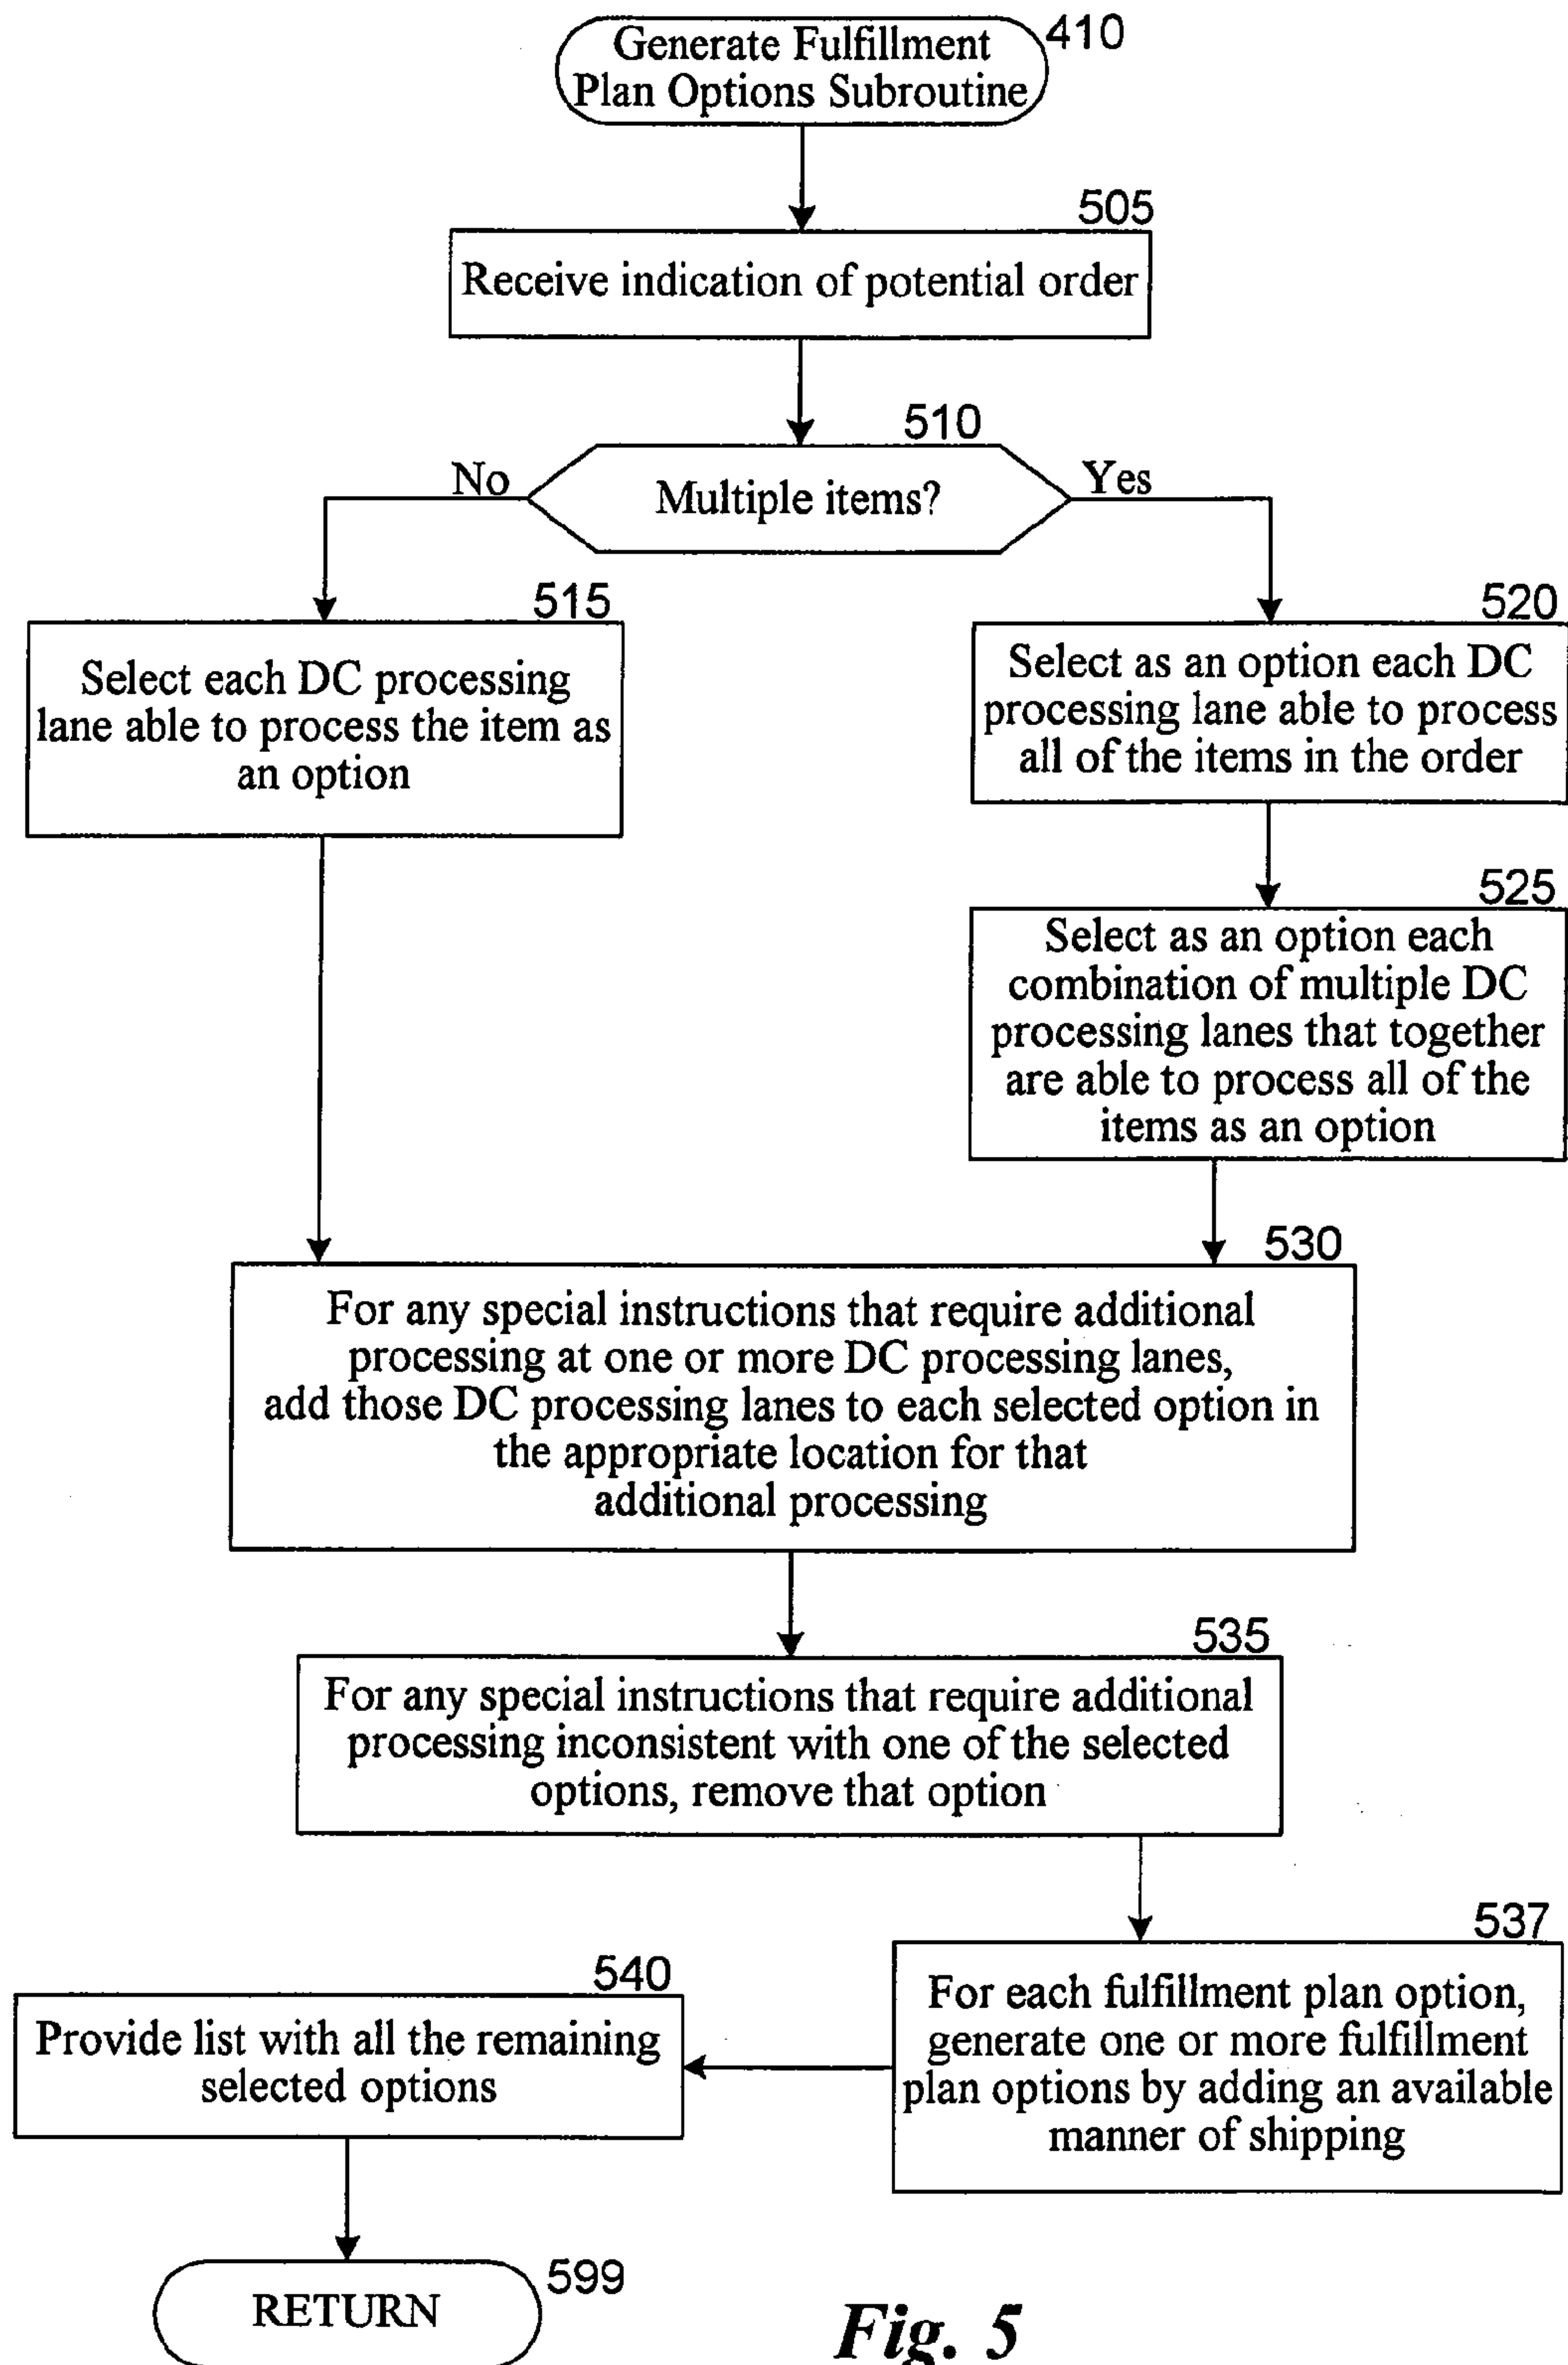 Generate Fulfillment
Plan Options Subroutine
410
505
Receive indication of potential order
510
No
Multiple items?
Yes
515
Select each DC processing
lane able to process the item as
an option
520
Select as an option each DC
processing lane able to process
all of the items in the order
525
Select as an option each
combination of multiple DC
processing lanes that together
are able to process all of the
items as an option
530
For any special instructions that require additional
processing at one or more DC processing lanes,
add those DC processing lanes to each selected option in
the appropriate location for that
additional processing
535
For any special instructions that require additional
processing inconsistent with one of the selected
options, remove that option
537
For each fulfillment plan option,
generate one or more fulfillment
plan options by adding an available
manner of shipping
540
Provide list with all the remaining
selected options
RETURN
599
Fig. 5